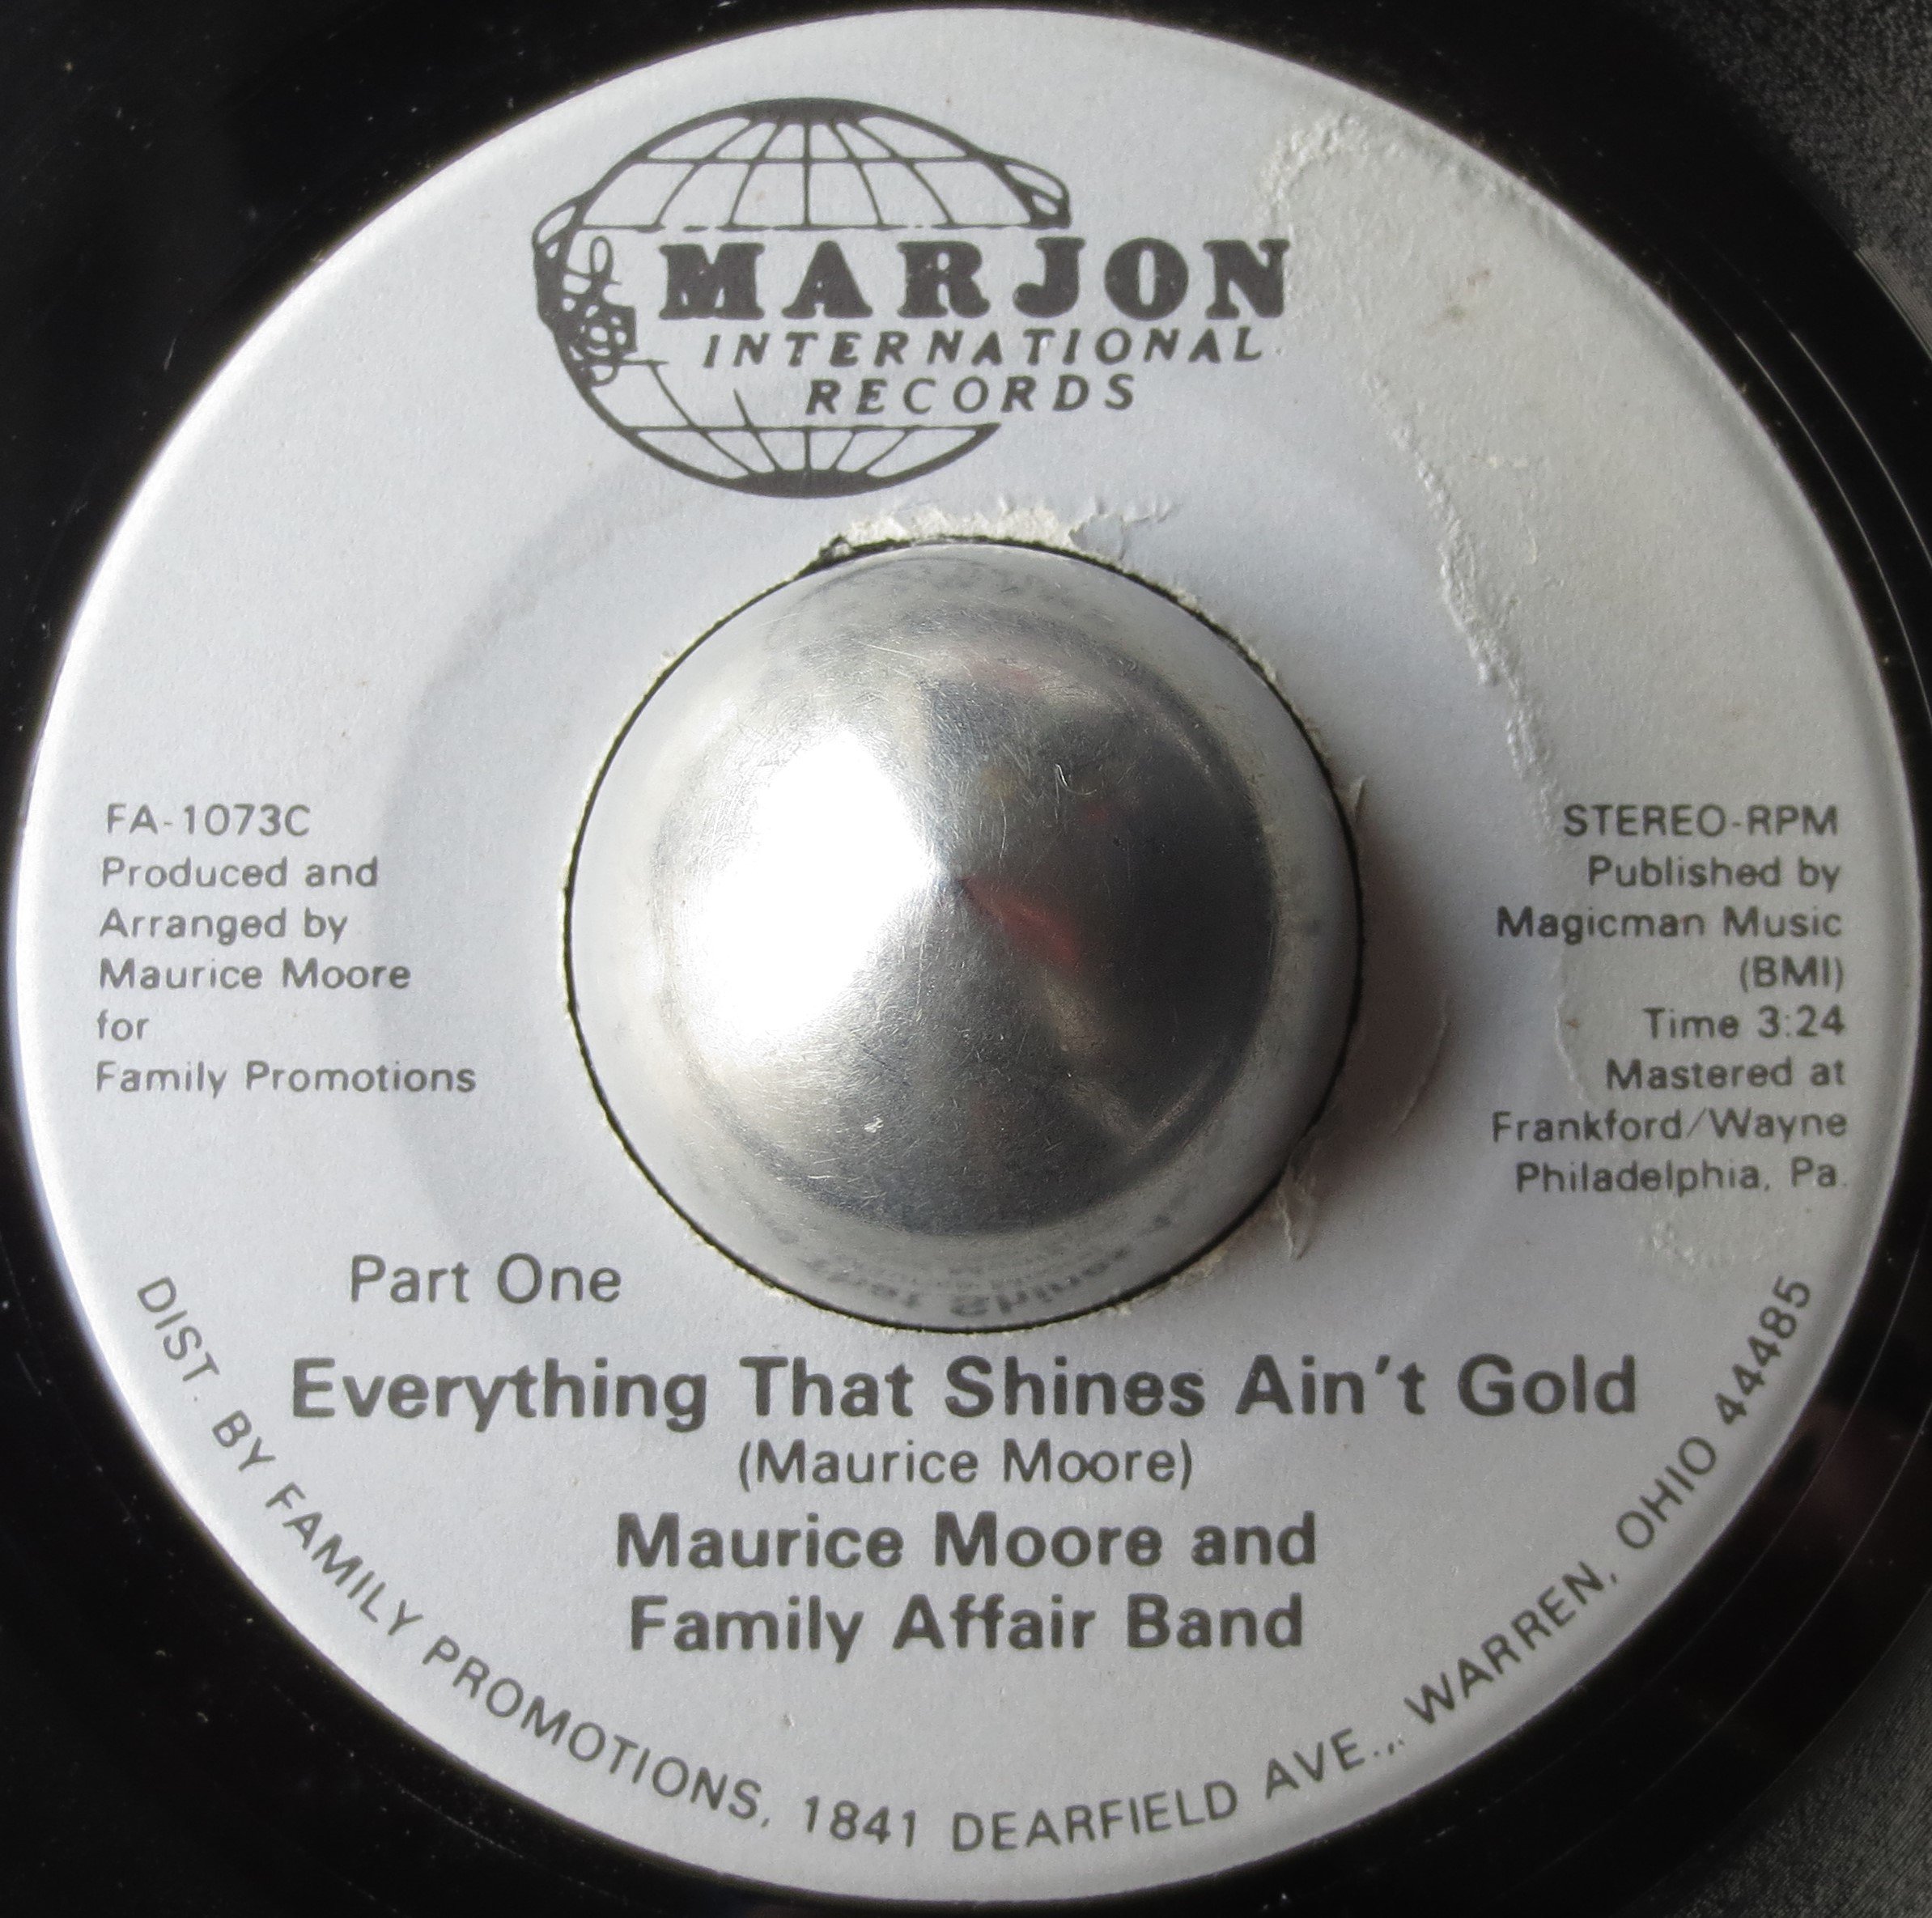 MARJON
INTERNATIONAL
RECORDS
FA-1073C
Produced and
Arranged by
Maurice Moore
for
Family Promotions
STEREO-RPM
Published by
Magicman Music
(BMI)
Time 3:24
Mastered at
Frankford/Wayne
Philadelphia, Pa.
Part One
Everything That Shines Ain't Gold
(Maurice Moore)
Maurice Moore and
Family Affair Band
DIST. BY FAMILY PROMOTIONS, 1841 DEARFIELD AVE., WARREN, OHIO 44485